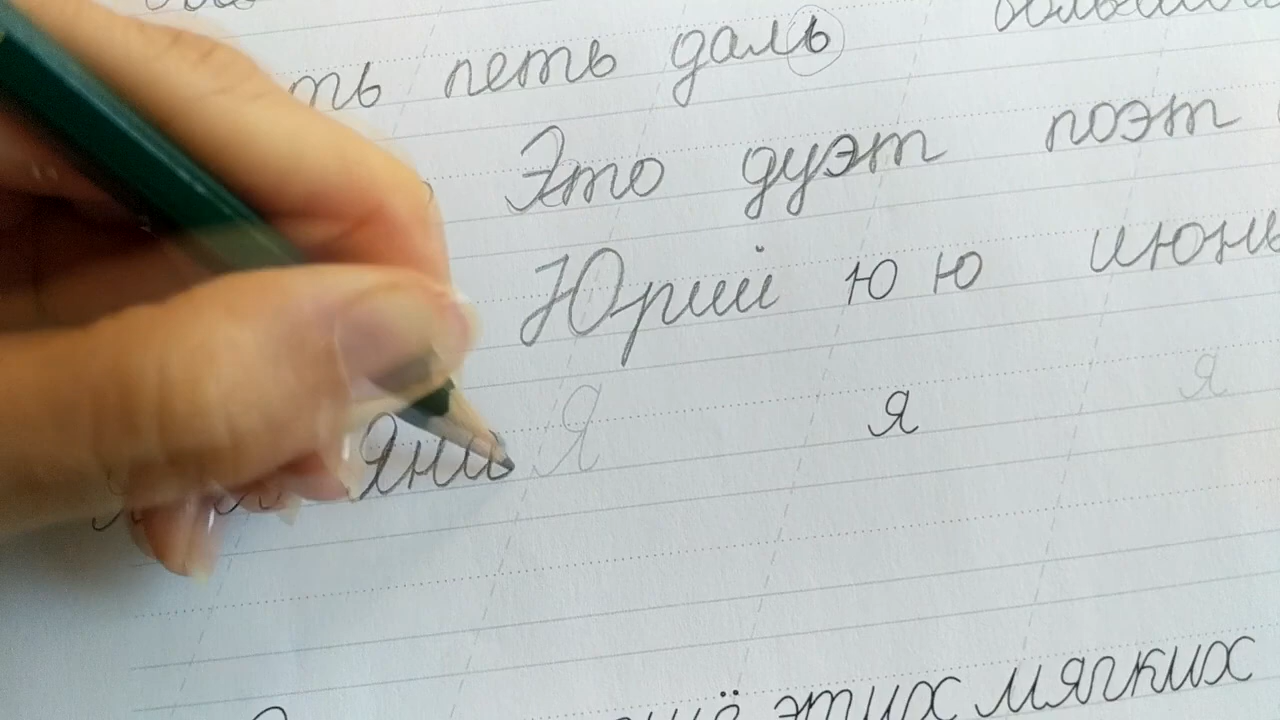 ть петь даль
Это дуэт поэт
Юрий ю ю июнь
Я я
этих мягких